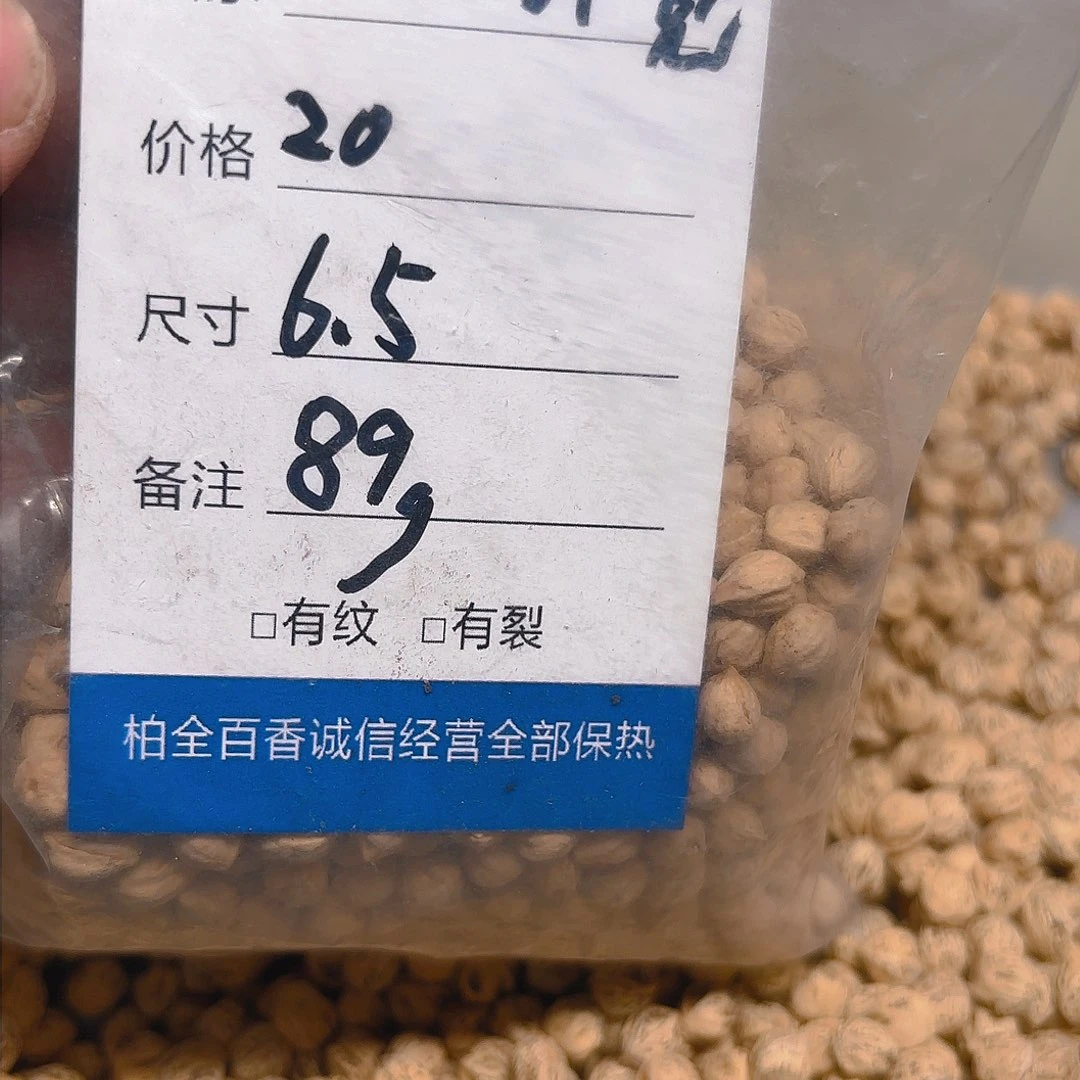 价格 20
尺寸 6.5
备注 89g
□有纹 □有裂
柏全百香诚信经营全部保热